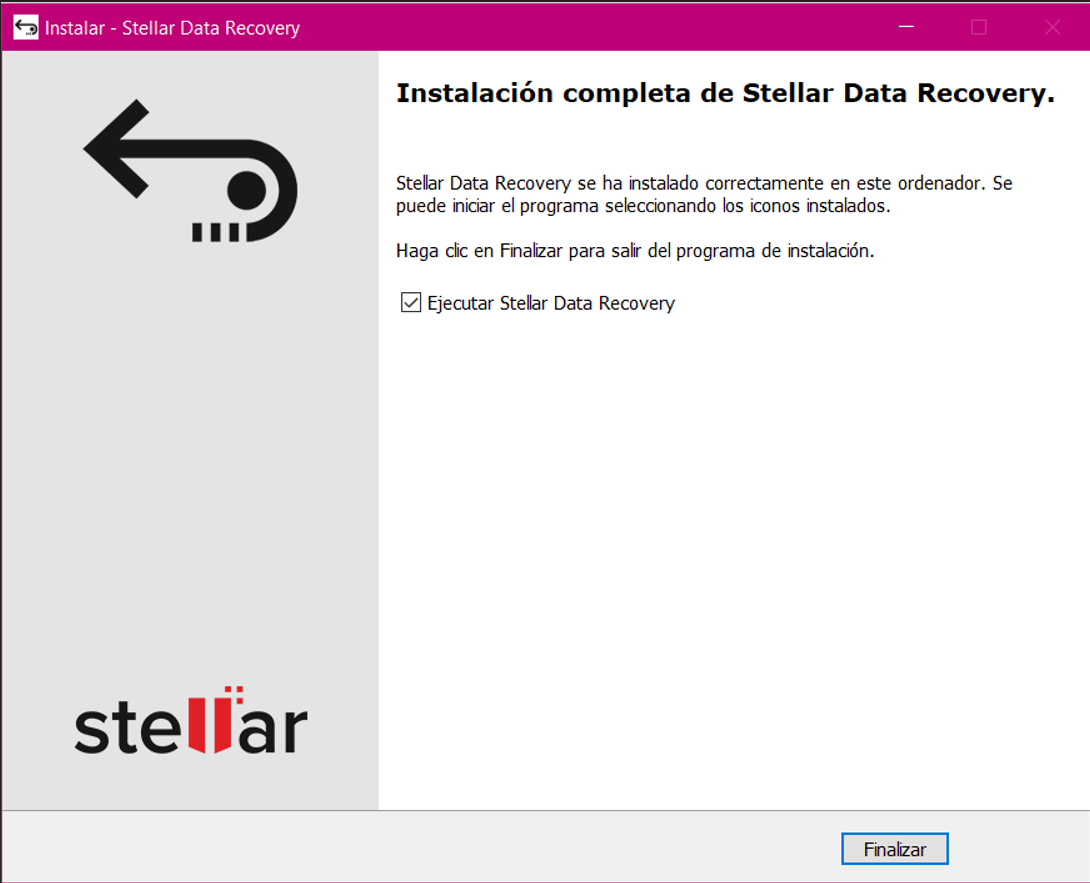 Instalar - Stellar Data Recovery
Instalación completa de Stellar Data Recovery.
Stellar Data Recovery se ha instalado correctamente en este ordenador. Se
puede iniciar el programa seleccionando los iconos instalados.
Haga clic en Finalizar para salir del programa de instalación.
Ejecutar Stellar Data Recovery
stellar
Finalizar